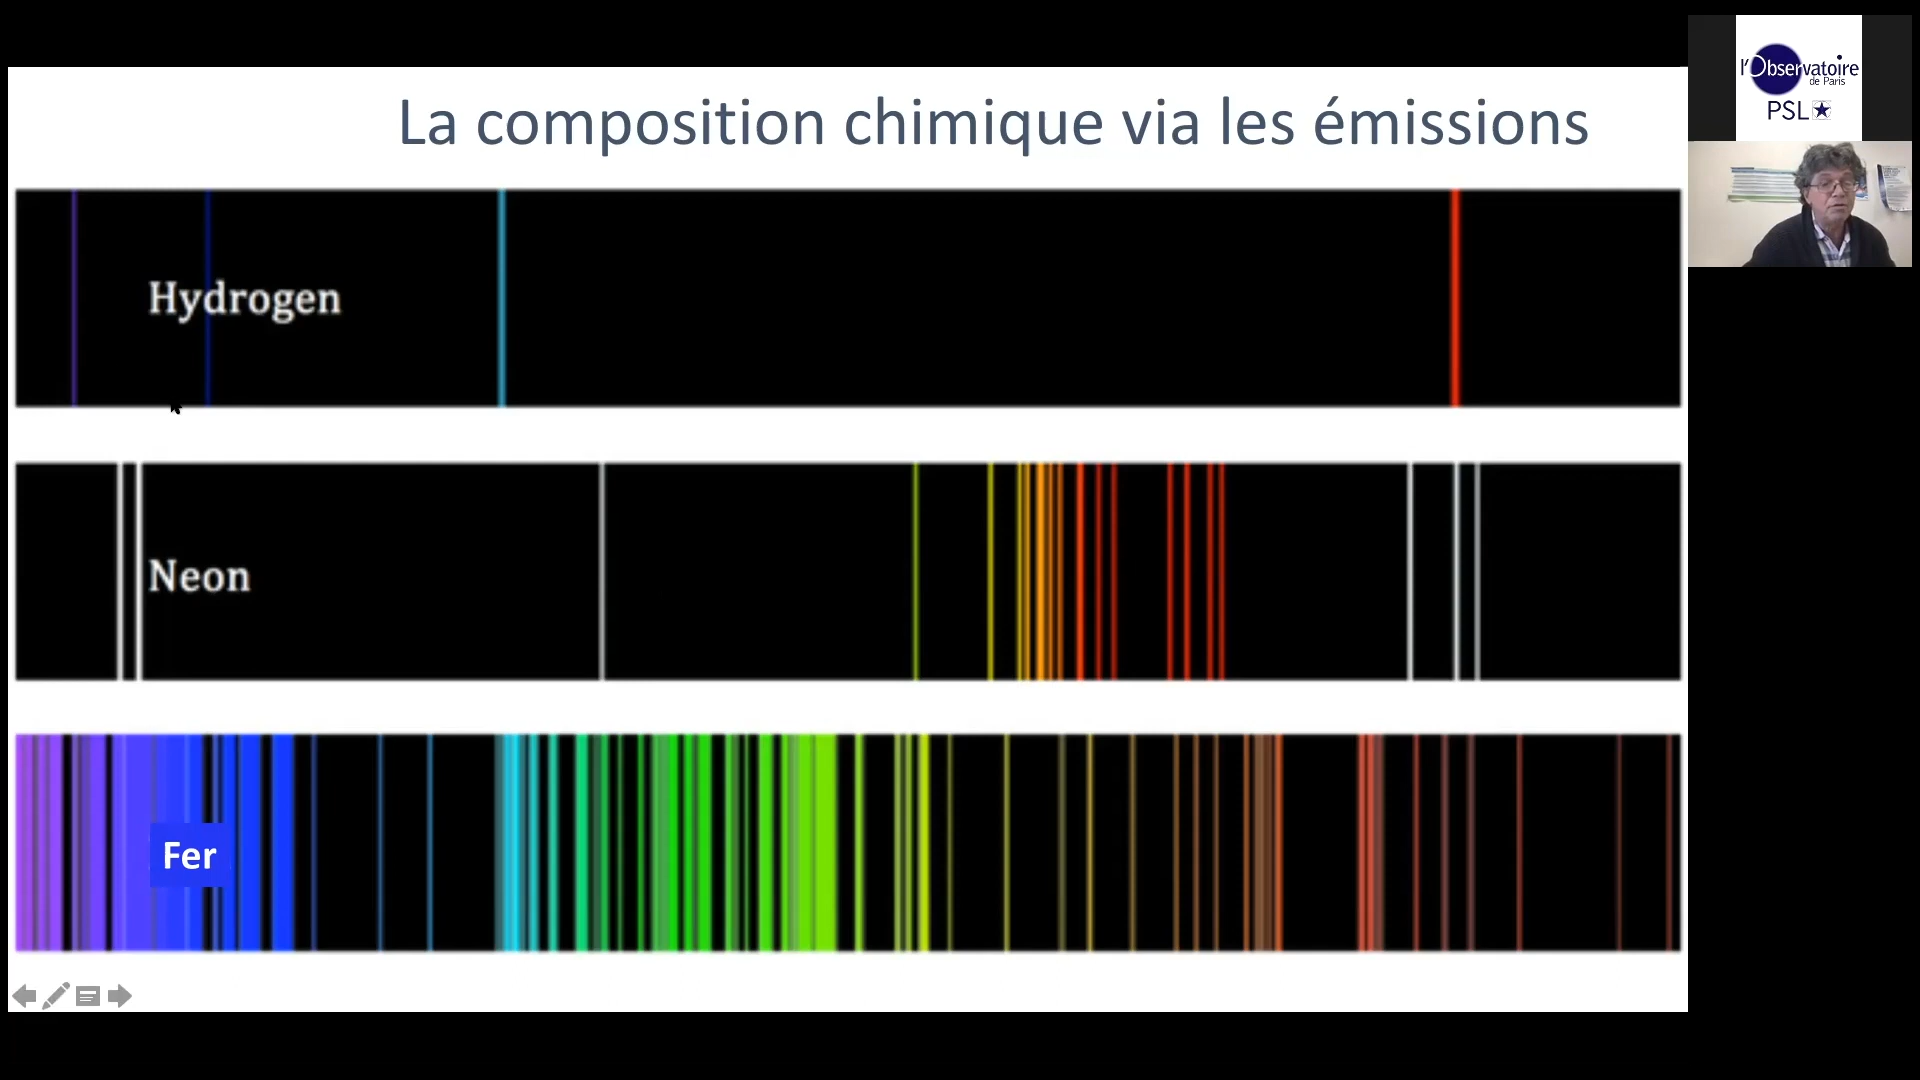 La composition chimique via les émissions
Hydrogen
Neon
Fer
l'Observatoire
de Paris
PSL